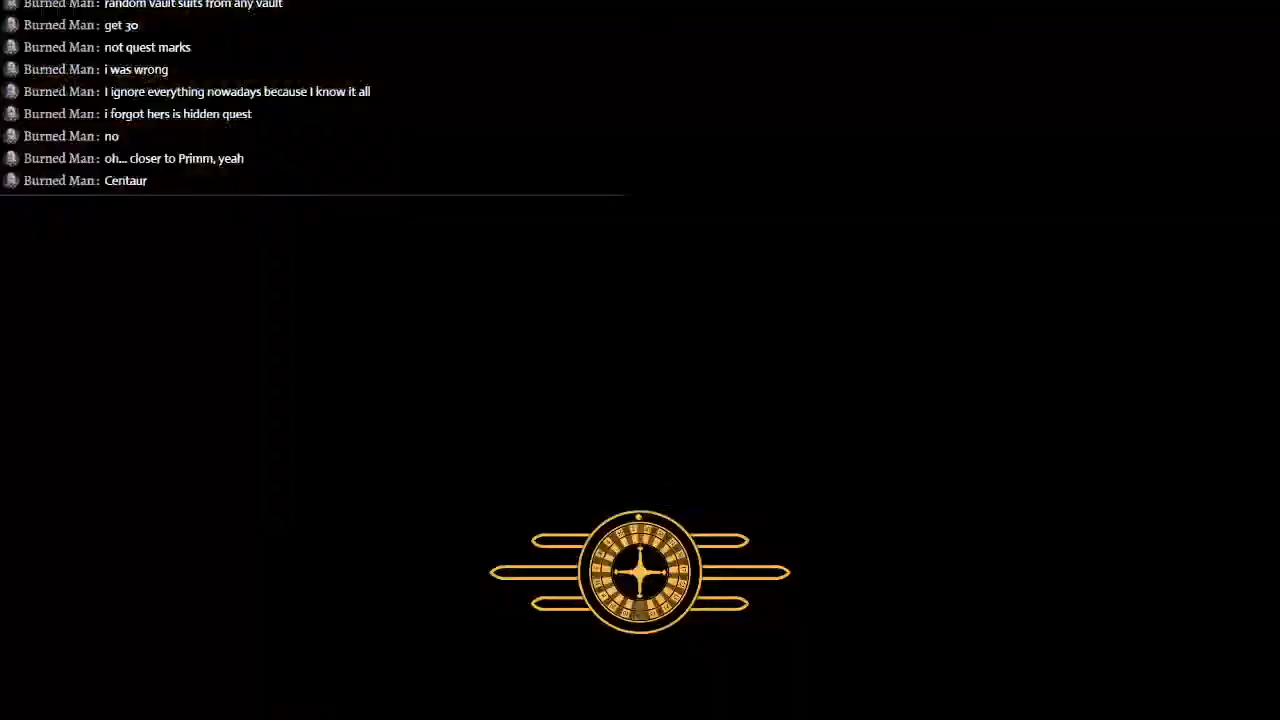 Burned Man: random vault suits from any vault
Burned Man: get 30
Burned Man: not quest marks
Burned Man: i was wrong
Burned Man: I ignore everything nowadays because I know it all
Burned Man: i forgot hers is hidden quest
Burned Man: no
Burned Man: oh... closer to Primm, yeah
Burned Man: Centaur